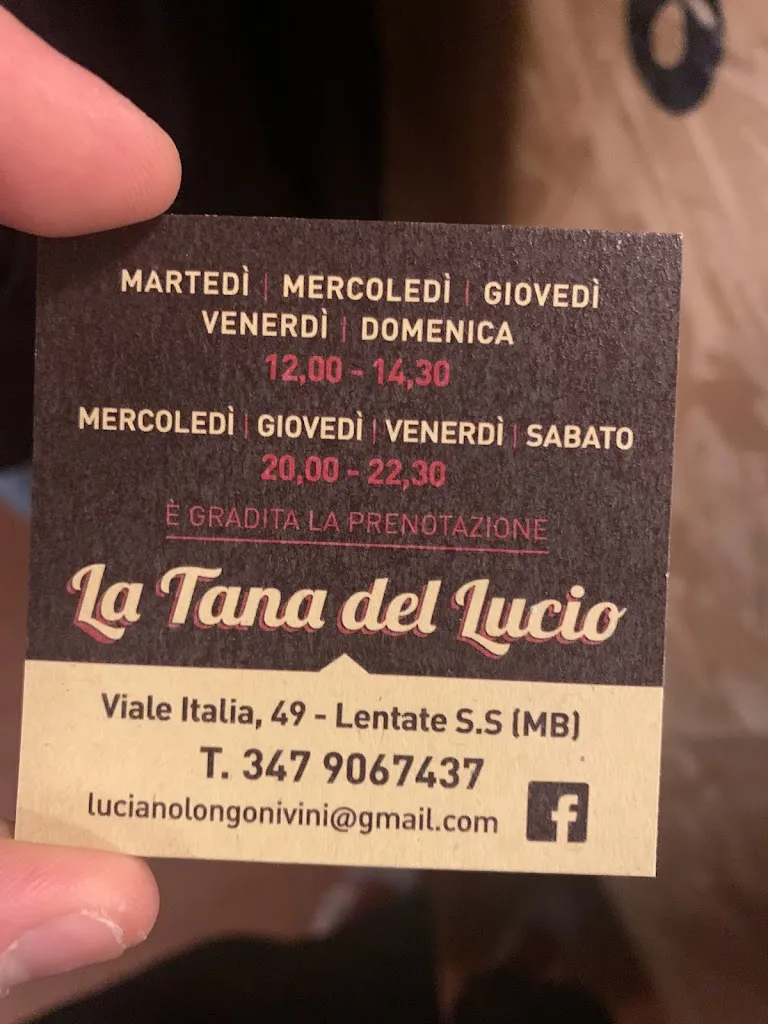 MARTEDÌ | MERCOLEDÌ | GIOVEDÌ
VENERDÌ | DOMENICA
12,00 - 14,30
MERCOLEDÌ | GIOVEDÌ | VENERDÌ | SABATO
20,00 - 22,30
È GRADITA LA PRENOTAZIONE
La Tana del Lucio
Viale Italia, 49 - Lentate S.S (MB)
T. 347 9067437
lucianolongonivini@gmail.com
f